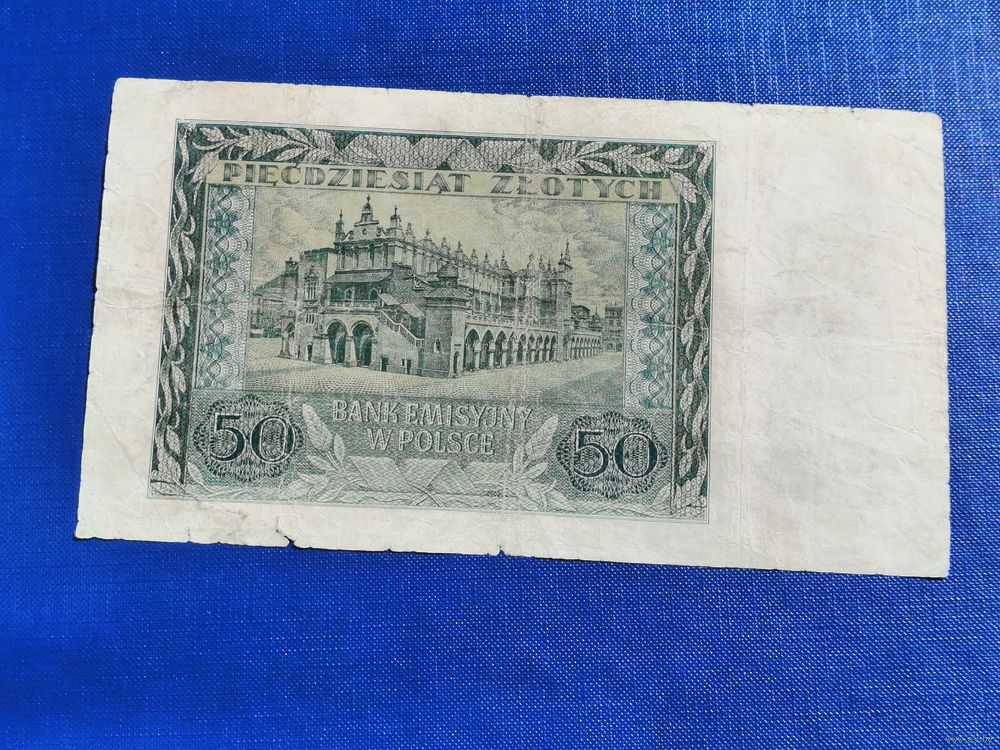 PIĘĆDZIESIĄT ZŁOTYCH
BANK EMISYJNY
W POLSCE
50
50